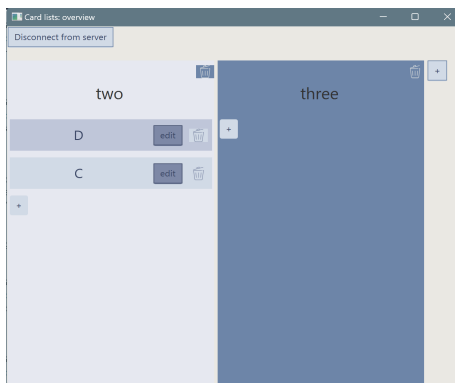 Card lists: overview
Disconnect from server
two
three
+
D edit
+
C edit
+